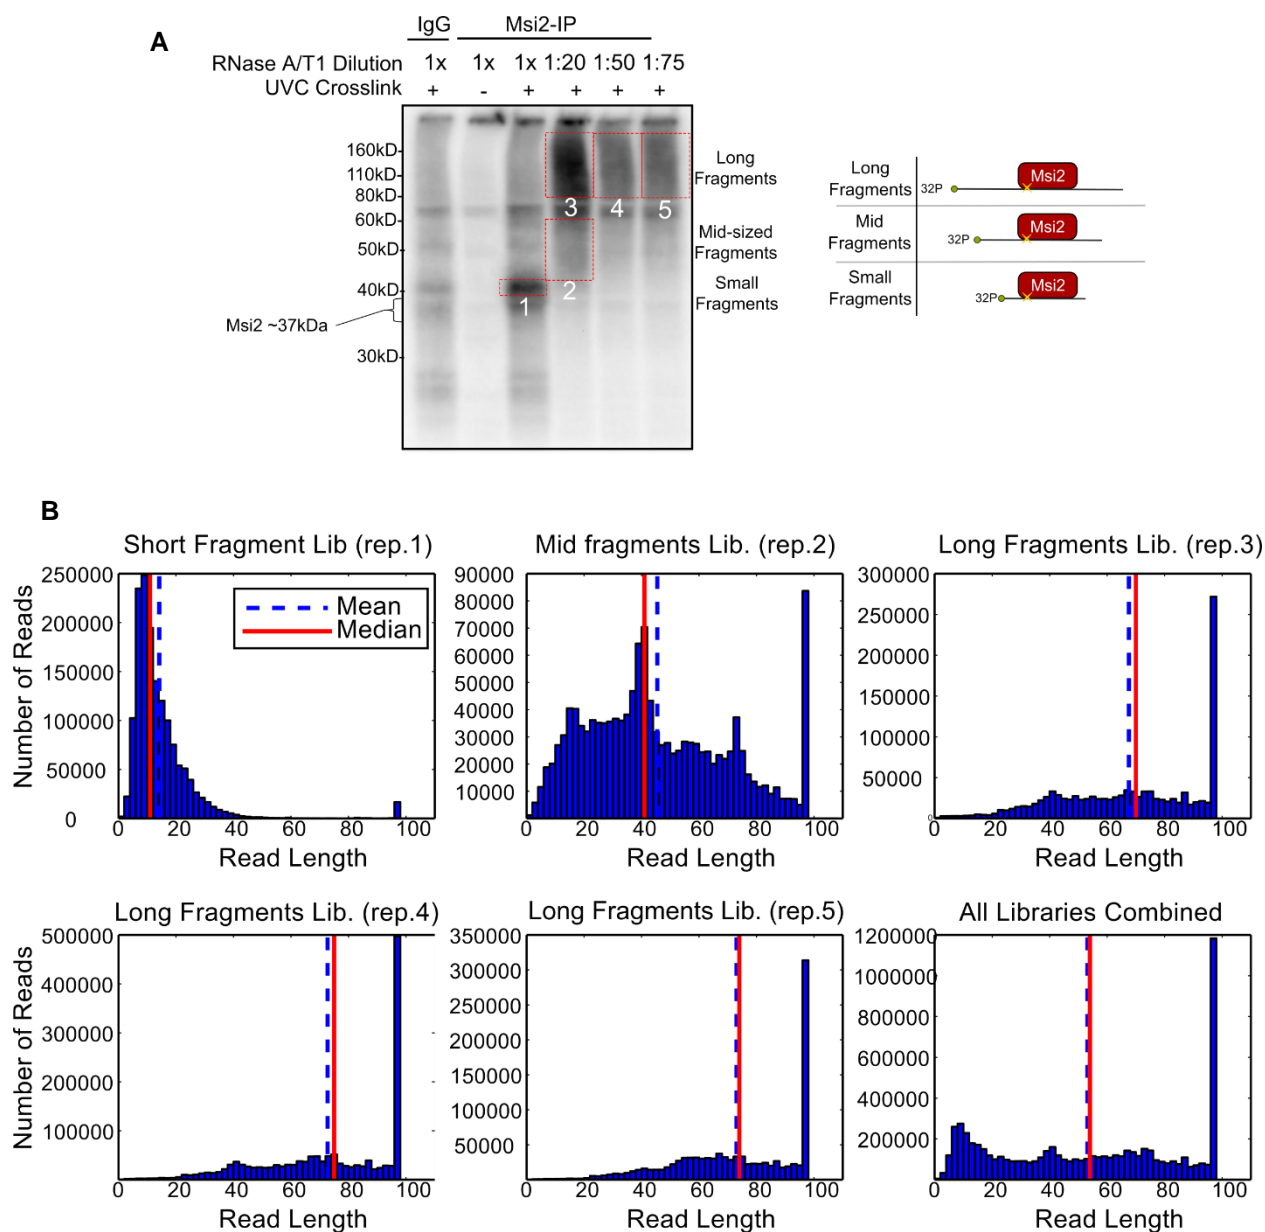 A
IgG Msi2-IP
RNase A/T1 Dilution 1x 1x 1x 1:20 1:50 1:75
UVC Crosslink + - + + + +
160kD
110kD
80kD
60kD
50kD
40kD
30kD
Msi2 ~37kDa
1
2
3
4
5
Long
Fragments
Mid-sized
Fragments
Small
Fragments
Long
Fragments
32P
Msi2
Mid
Fragments
32P
Msi2
Small
Fragments
32P
Msi2
B
Short Fragment Lib (rep.1)
Number of Reads
250000
200000
150000
100000
50000
0
Mean
Median
0 20 40 60 80 100
Read Length
Mid fragments Lib. (rep.2)
90000
80000
70000
60000
50000
40000
30000
20000
10000
0 20 40 60 80 100
Read Length
Long Fragments Lib. (rep.3)
300000
250000
200000
150000
100000
50000
0
0 20 40 60 80 100
Read Length
Long Fragments Lib. (rep.4)
Number of Reads
500000
400000
300000
200000
100000
0 20 40 60 80 100
Read Length
Long Fragments Lib. (rep.5)
350000
300000
250000
200000
150000
100000
50000
0 20 40 60 80 100
Read Length
All Libraries Combined
1200000
1000000
800000
600000
400000
200000
0 20 40 60 80 100
Read Length